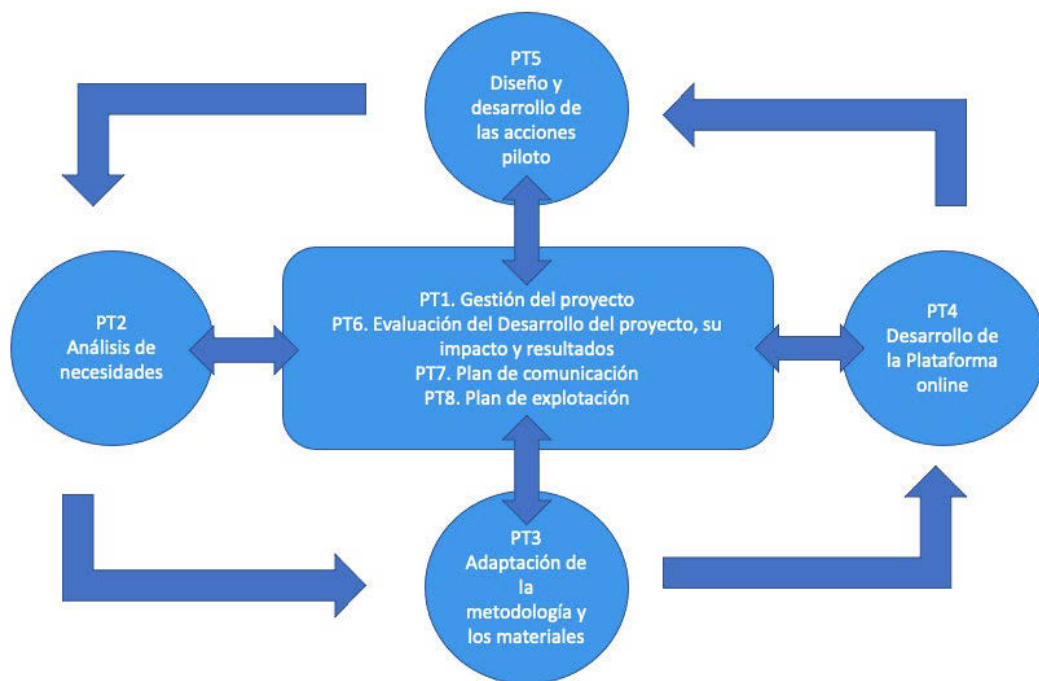 PT5
Diseño y
desarrollo de
las acciones
piloto
PT2
Análisis de
necesidades
PT1. Gestión del proyecto
PT6. Evaluación del Desarrollo del proyecto, su
impacto y resultados
PT7. Plan de comunicación
PT8. Plan de explotación
PT4
Desarrollo de
la Plataforma
online
PT3
Adaptación de
la
metodología y
los materiales